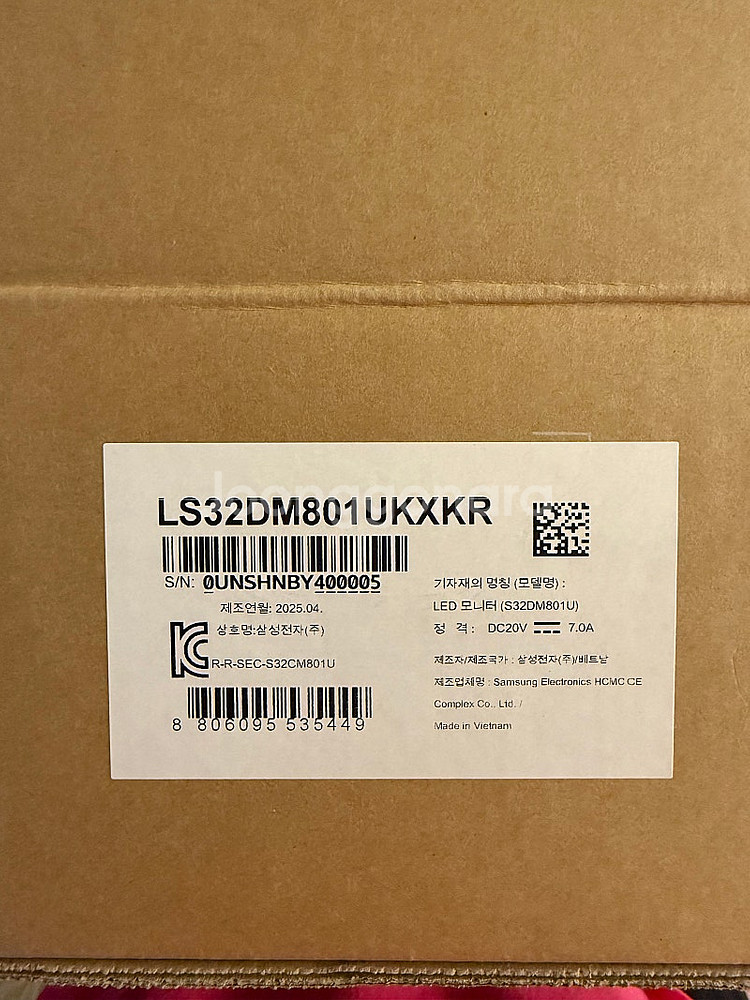 LS32DM801UKXKR
joonggonara
S/N: 0UNSHNBY400005
제조연월: 2025.04.
상호명:삼성전자(주)
R-R-SEC-S32CM801U
8 806095 535449
기자재의 명칭 (모델명) :
LED 모니터 (S32DM801U)
정 격 : DC20V 7.0A
제조자/제조국가 : 삼성전자(주)/베트남
제조업체명 : Samsung Electronics HCMC CE
Complex Co., Ltd. /
Made in Vietnam